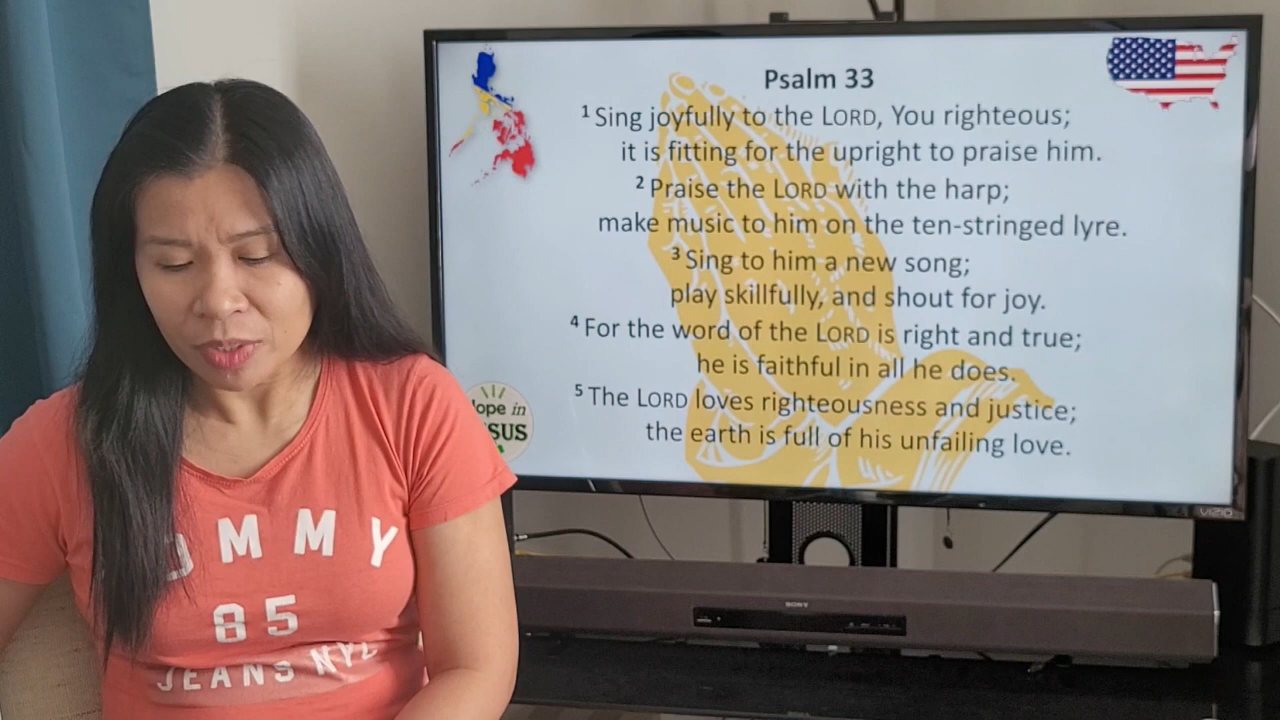 Psalm 33
1 Sing joyfully to the LORD, You righteous;
it is fitting for the upright to praise him.
2 Praise the LORD with the harp;
make music to him on the ten-stringed lyre.
3 Sing to him a new song;
play skillfully, and shout for joy.
4 For the word of the LORD is right and true;
he is faithful in all he does.
5 The LORD loves righteousness and justice;
the earth is full of his unfailing love.
ope in
SUS
VIZIO
SONY
OMMY
85
JEANS NYC